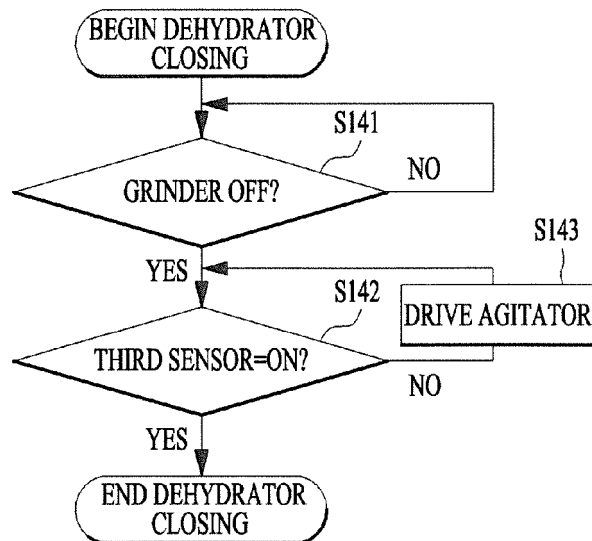 BEGIN DEHYDRATOR
CLOSING
S141
GRINDER OFF?
NO
YES
S143
S142
DRIVE AGITATOR
THIRD SENSOR=ON?
NO
YES
END DEHYDRATOR
CLOSING